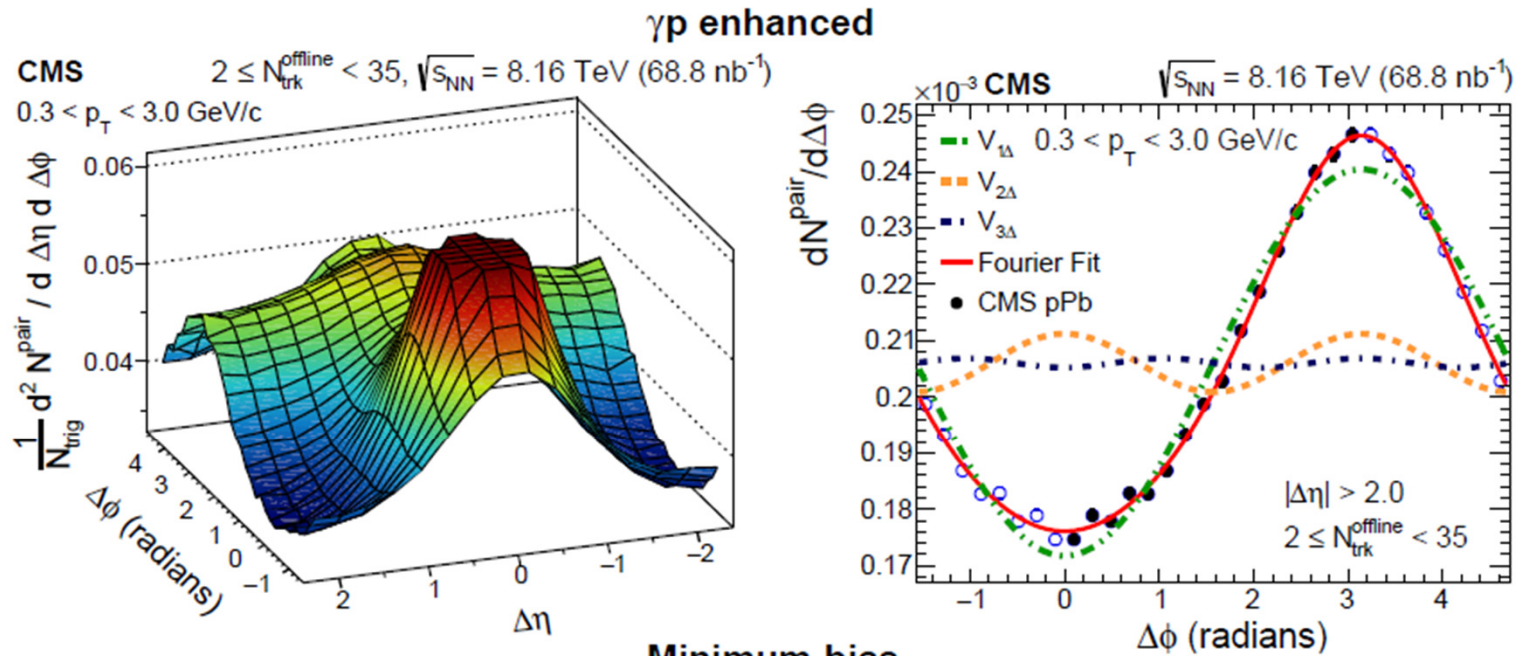 γp enhanced
CMS 2 ≤ N_trk^offline < 35, √s_NN = 8.16 TeV (68.8 nb⁻¹)
0.3 < p_T < 3.0 GeV/c
1/N_trig d² N^pair / d Δη d Δϕ
0.06
0.05
0.04
4
3
2
1
0
−1
Δϕ (radians)
2 1 0 −1 −2
Δη
×10⁻³ CMS √s_NN = 8.16 TeV (68.8 nb⁻¹)
dN^pair/dΔϕ
0.25
0.24
0.23
0.22
0.21
0.2
0.19
0.18
0.17
V_1Δ 0.3 < p_T < 3.0 GeV/c
V_2Δ
V_3Δ
Fourier Fit
CMS pPb
|Δη| > 2.0
2 ≤ N_trk^offline < 35
−1 0 1 2 3 4
Δϕ (radians)